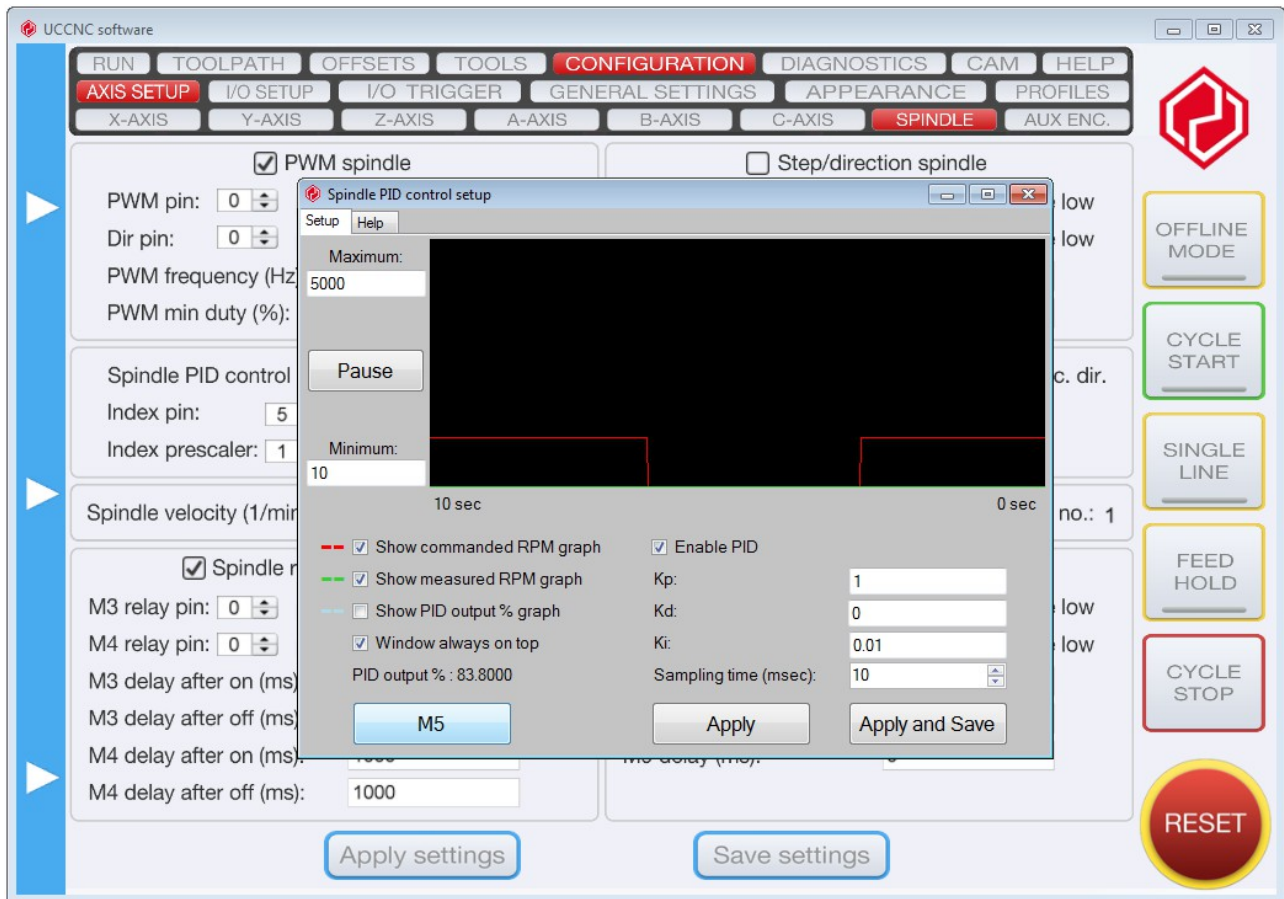 UCCNC software
RUN TOOLPATH OFFSETS TOOLS CONFIGURATION DIAGNOSTICS CAM HELP
AXIS SETUP I/O SETUP I/O TRIGGER GENERAL SETTINGS APPEARANCE PROFILES
X-AXIS Y-AXIS Z-AXIS A-AXIS B-AXIS C-AXIS SPINDLE AUX ENC.
PWM spindle
Step/direction spindle
PWM pin: 0
low
Dir pin: 0
low
PWM frequency (Hz)
PWM min duty (%):
Spindle PID control
c. dir.
Index pin: 5
Index prescaler: 1
Spindle velocity (1/min
no.: 1
Spindle r
M3 relay pin: 0
low
M4 relay pin: 0
low
M3 delay after on (ms)
M3 delay after off (ms)
M4 delay after on (ms):
M4 delay after off (ms): 1000
Apply settings
Save settings
Spindle PID control setup
Setup Help
Maximum:
5000
Pause
Minimum:
10
10 sec 0 sec
Show commanded RPM graph
Show measured RPM graph
Show PID output % graph
Window always on top
PID output % : 83.8000
M5
Enable PID
Kp: 1
Kd: 0
Ki: 0.01
Sampling time (msec): 10
Apply
Apply and Save
OFFLINE
MODE
CYCLE
START
SINGLE
LINE
FEED
HOLD
CYCLE
STOP
RESET